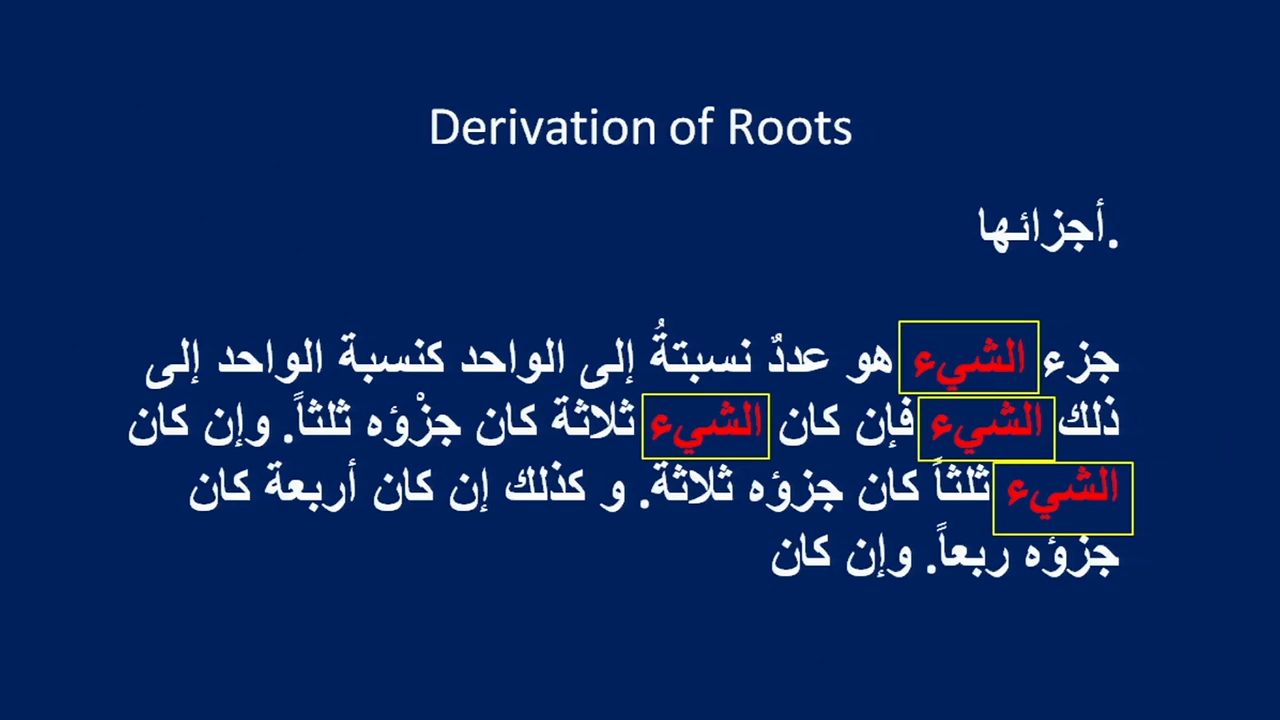 Derivation of Roots
أجزائها.
جزء الشيء هو عددٌ نسبتةُ إلى الواحد كنسبة الواحد إلى
ذلك الشيء فإن كان الشيء ثلاثة كان جزْؤه ثلثاً. وإن كان
الشيء ثلثاً كان جزؤه ثلاثة. و كذلك إن كان أربعة كان
جزؤه ربعاً. وإن كان